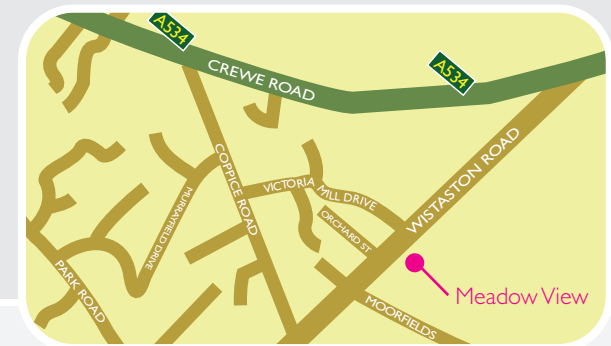 A534
CREWE ROAD
A534
COPPICE ROAD
VICTORIA MILL DRIVE
WISTASTON ROAD
MURRAYFIELD DRIVE
ORCHARD ST
PARK ROAD
Meadow View
MOORFIELDS